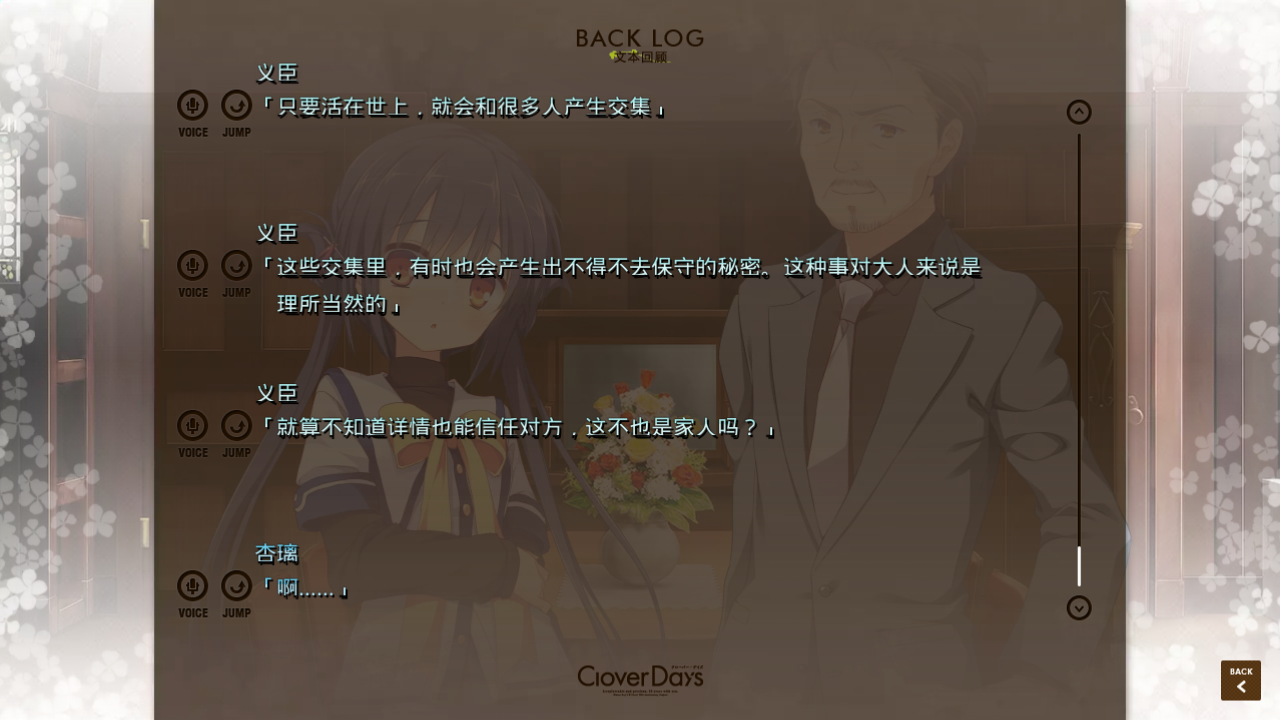 BACK LOG
文本回顾
义臣
「只要活在世上，就会和很多人产生交集」
VOICE JUMP
义臣
「这些交集里，有时也会产生出不得不去保守的秘密。这种事对大人来说是
理所当然的」
VOICE JUMP
义臣
「就算不知道详情也能信任对方，这不也是家人吗？」
VOICE JUMP
杏璃
「啊……」
VOICE JUMP
CloverDays
BACK